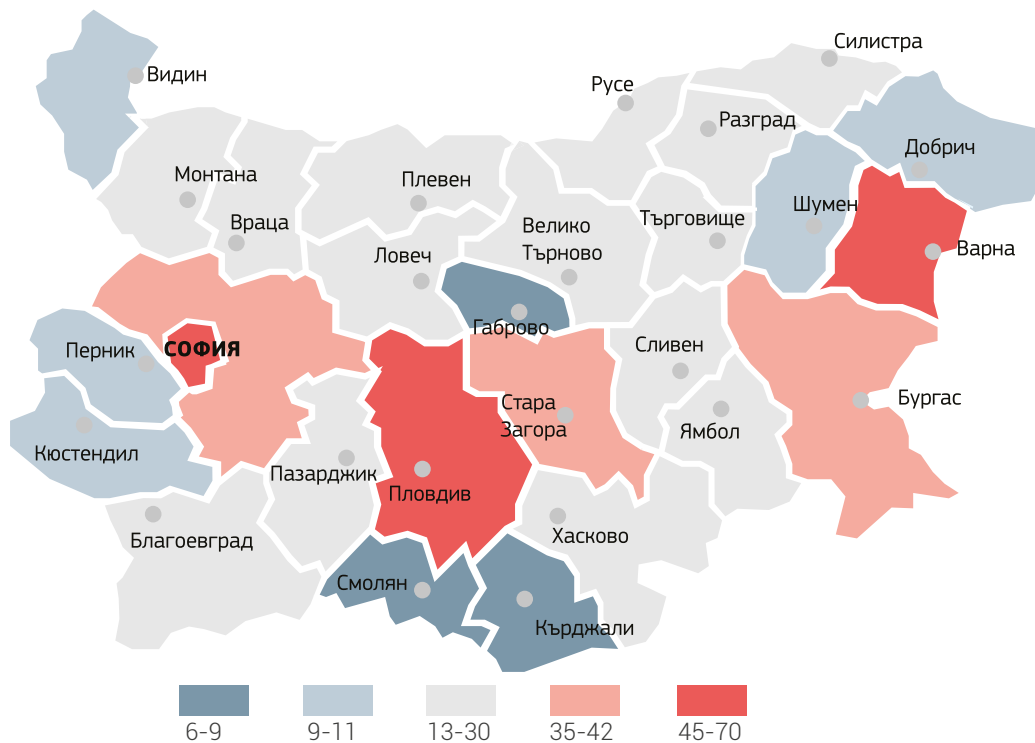 Силистра
Видин
Русе
Разград
Добрич
Монтана
Плевен
Шумен
Враца
Велико
Търново
Търговище
Ловеч
Варна
Габрово
Перник
СОФИЯ
Сливен
Стара
Загора
Бургас
Ямбол
Кюстендил
Пазарджик
Пловдив
Благоевград
Хасково
Смолян
Кърджали
6-9
9-11
13-30
35-42
45-70